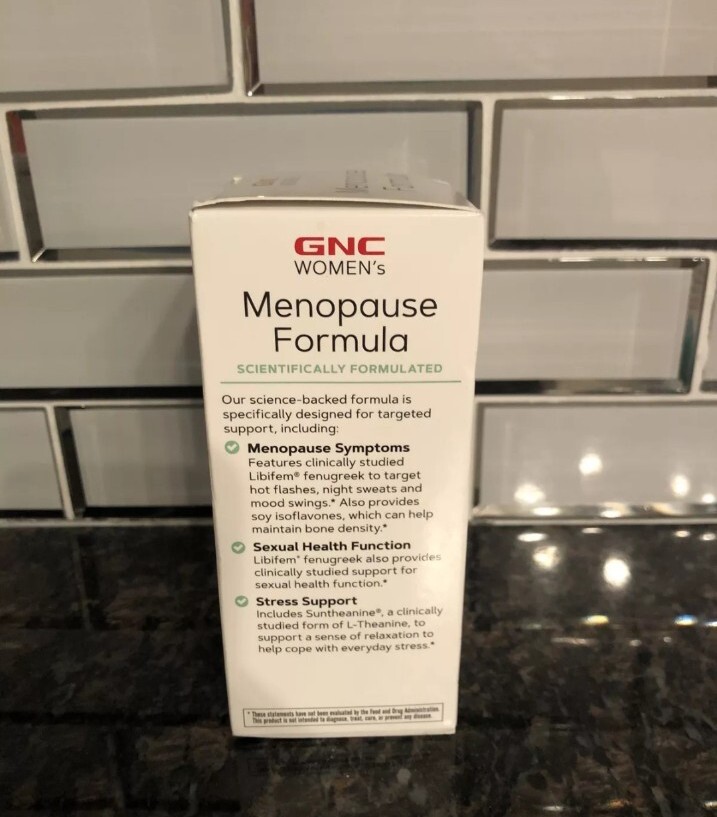 GNC
WOMEN's
Menopause
Formula
SCIENTIFICALLY FORMULATED
Our science-backed formula is
specifically designed for targeted
support, including:
Menopause Symptoms
Features clinically studied
Libifem® fenugreek to target
hot flashes, night sweats and
mood swings.* Also provides
soy isoflavones, which can help
maintain bone density.*
Sexual Health Function
Libifem® fenugreek also provides
clinically studied support for
sexual health function.*
Stress Support
Includes Suntheanine®, a clinically
studied form of L-Theanine, to
support a sense of relaxation to
help cope with everyday stress.*
* These statements have not been evaluated by the Food and Drug Administration.
This product is not intended to diagnose, treat, cure, or prevent any disease.